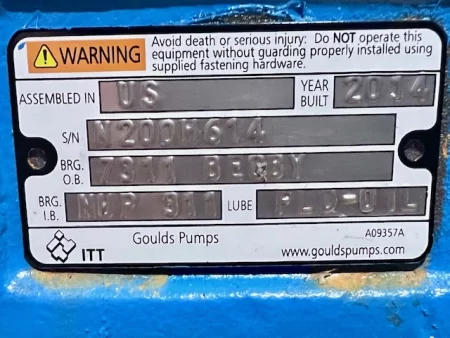 WARNING
Avoid death or serious injury: Do NOT operate this
equipment without guarding properly installed using
supplied fastening hardware.
ASSEMBLED IN US YEAR BUILT 2014
S/N N200M614
BRG. O.B. 7311 BEGBY
BRG. I.B. NUP 311 LUBE FLD-OIL
ITT Goulds Pumps A09357A
www.gouldspumps.com